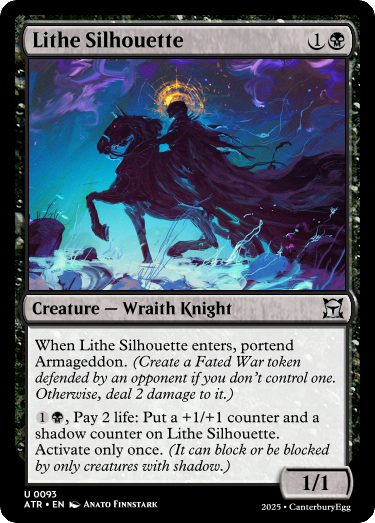 Lithe Silhouette 1
Creature — Wraith Knight
When Lithe Silhouette enters, portend
Armageddon. (Create a Fated War token
defended by an opponent if you don't control one.
Otherwise, deal 2 damage to it.)
1, Pay 2 life: Put a +1/+1 counter and a
shadow counter on Lithe Silhouette.
Activate only once. (It can block or be blocked
by only creatures with shadow.)
1/1
U 0093
ATR • EN Anato Finnstark
2025 • CanterburyEgg